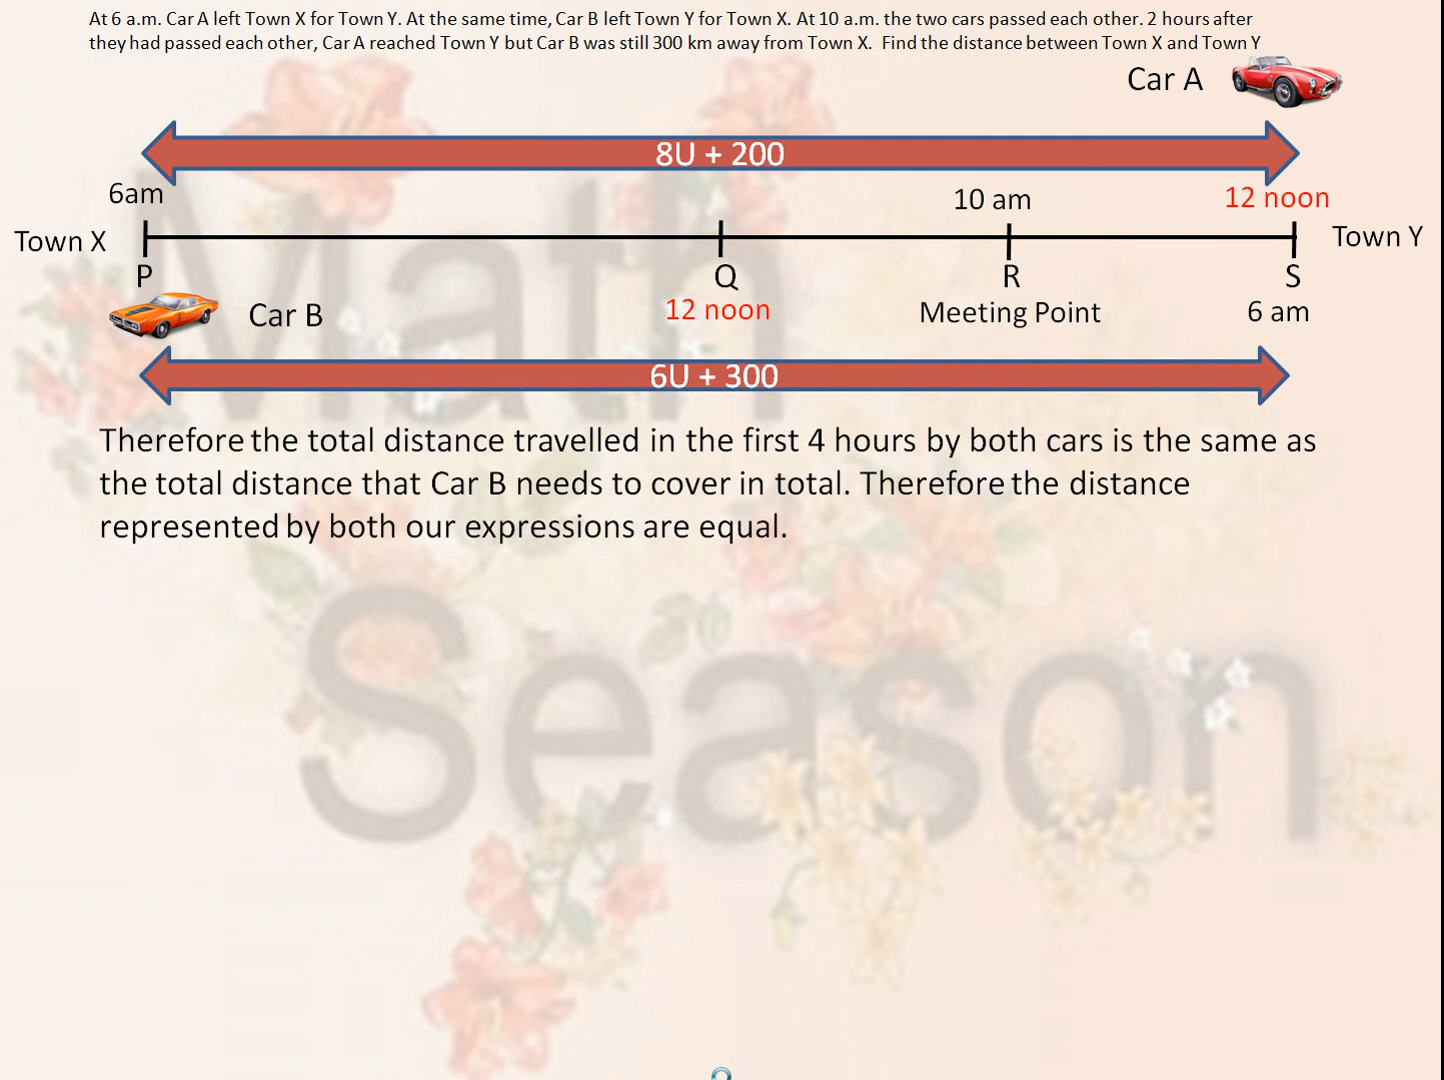 At 6 a.m. Car A left Town X for Town Y. At the same time, Car B left Town Y for Town X. At 10 a.m. the two cars passed each other. 2 hours after
they had passed each other, Car A reached Town Y but Car B was still 300 km away from Town X. Find the distance between Town X and Town Y
Car A
8U + 200
6am
10 am
12 noon
Town X
Town Y
P
Q
R
S
Car B
12 noon
Meeting Point
6 am
6U + 300
Therefore the total distance travelled in the first 4 hours by both cars is the same as
the total distance that Car B needs to cover in total. Therefore the distance
represented by both our expressions are equal.
Math
Season